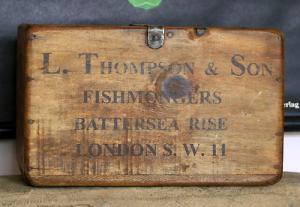 L. THOMPSON & SON
FISHMONGERS
BATTERSEA RISE
LONDON S. W. 11